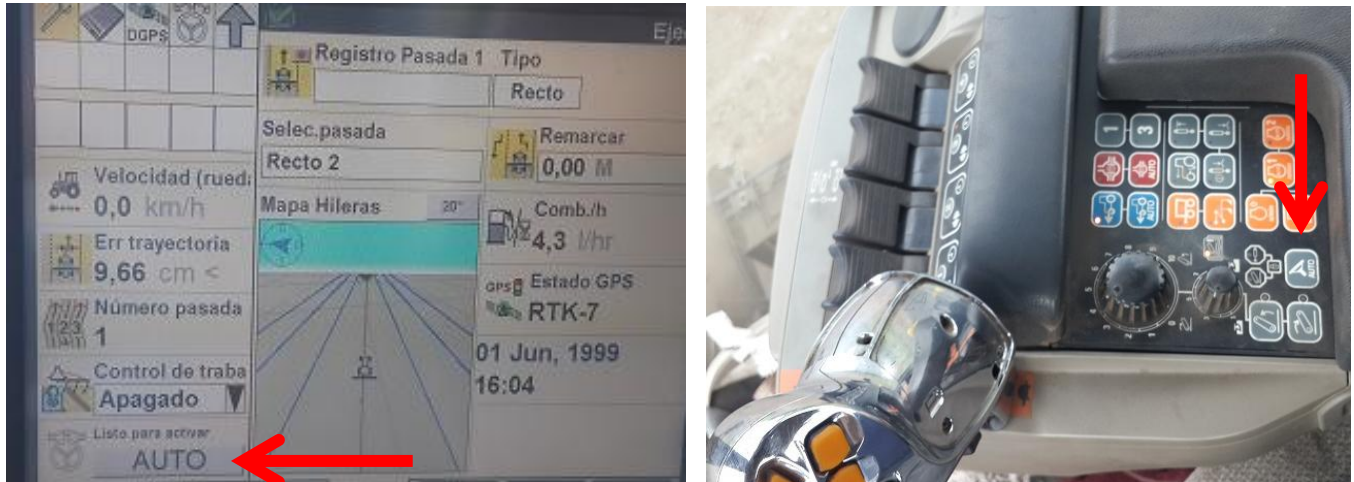 DGPS
Registro Pasada 1 Tipo
Recto
Selec.pasada
Recto 2
Remarcar
0,00 M
Velocidad (rueda
0,0 km/h
Mapa Hileras 20"
Comb./h
4,3 l/hr
Err trayectoria
9,66 cm <
Estado GPS
GPS
RTK-7
Número pasada
1
01 Jun, 1999
16:04
Control de traba
Apagado
Listo para activar
AUTO
1
3
AUTO
AUTO
AUTO